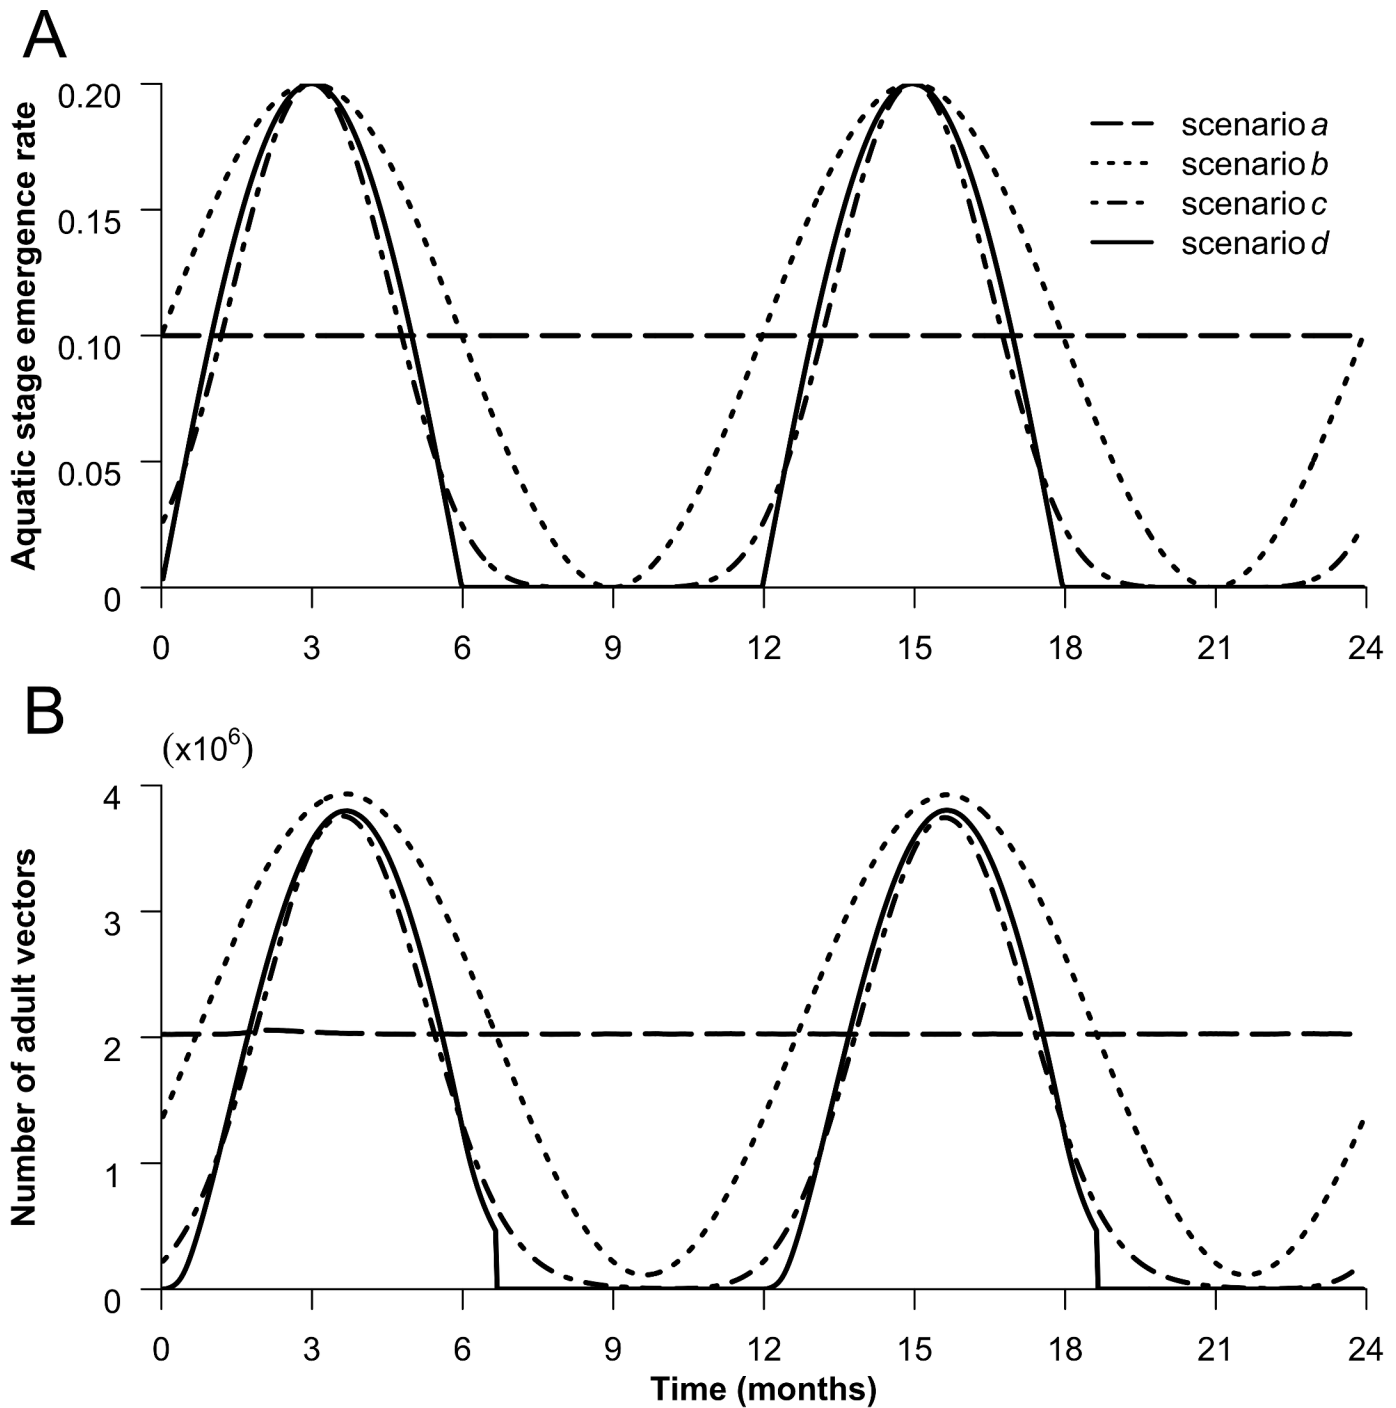 A
Aquatic stage emergence rate
0.20
0.15
0.10
0.05
0
scenario a
scenario b
scenario c
scenario d
0 3 6 9 12 15 18 21 24
B
(x10⁶)
Number of adult vectors
4
3
2
1
0
0 3 6 9 12 15 18 21 24
Time (months)